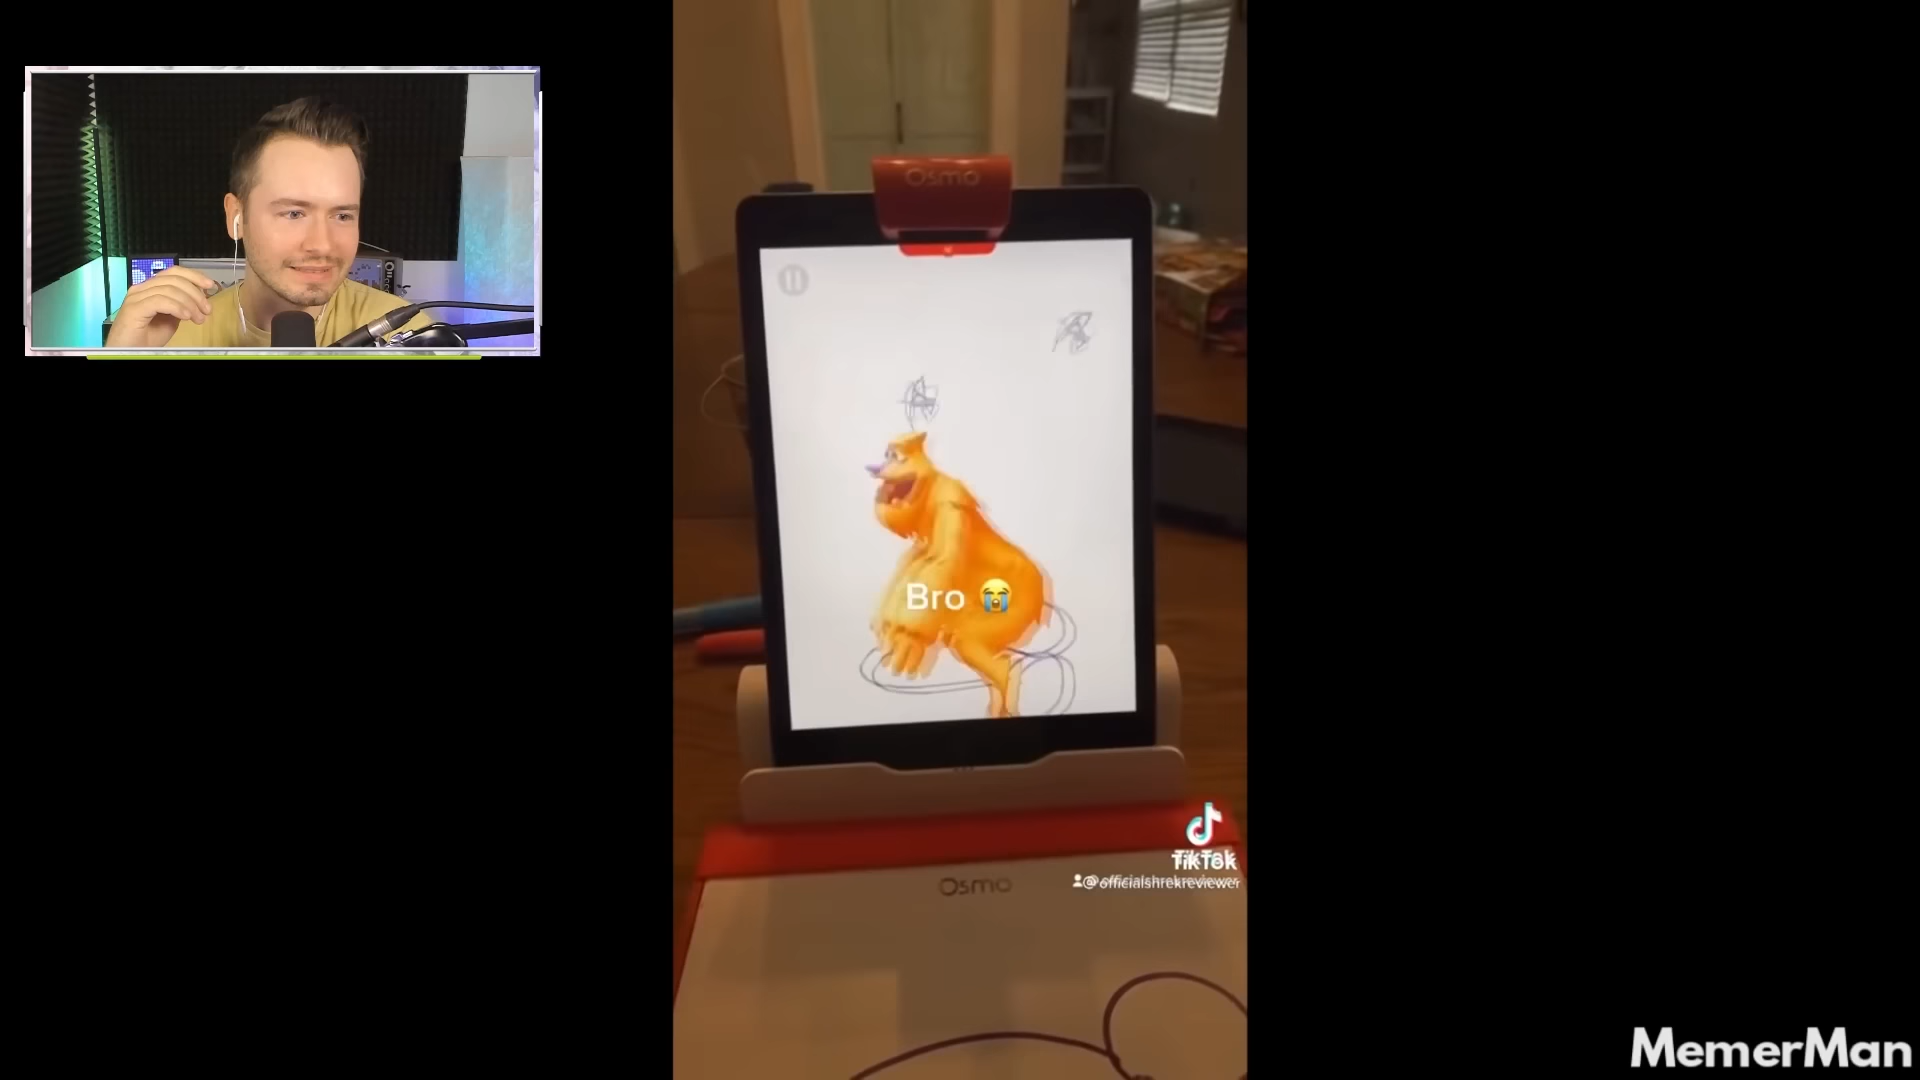 Osmo
Bro 😭
TikTok
@officialshrekreviewer
Osmo
MemerMan